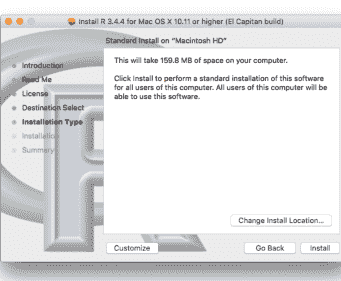 Install R 3.4.4 for Mac OS X 10.11 or higher (El Capitan build)
Standard Install on "Macintosh HD"
Introduction
Read Me
License
Destination Select
Installation Type
Installation
Summary
This will take 159.8 MB of space on your computer.
Click Install to perform a standard installation of this software
for all users of this computer. All users of this computer will be
able to use this software.
Change Install Location...
Customize
Go Back
Install